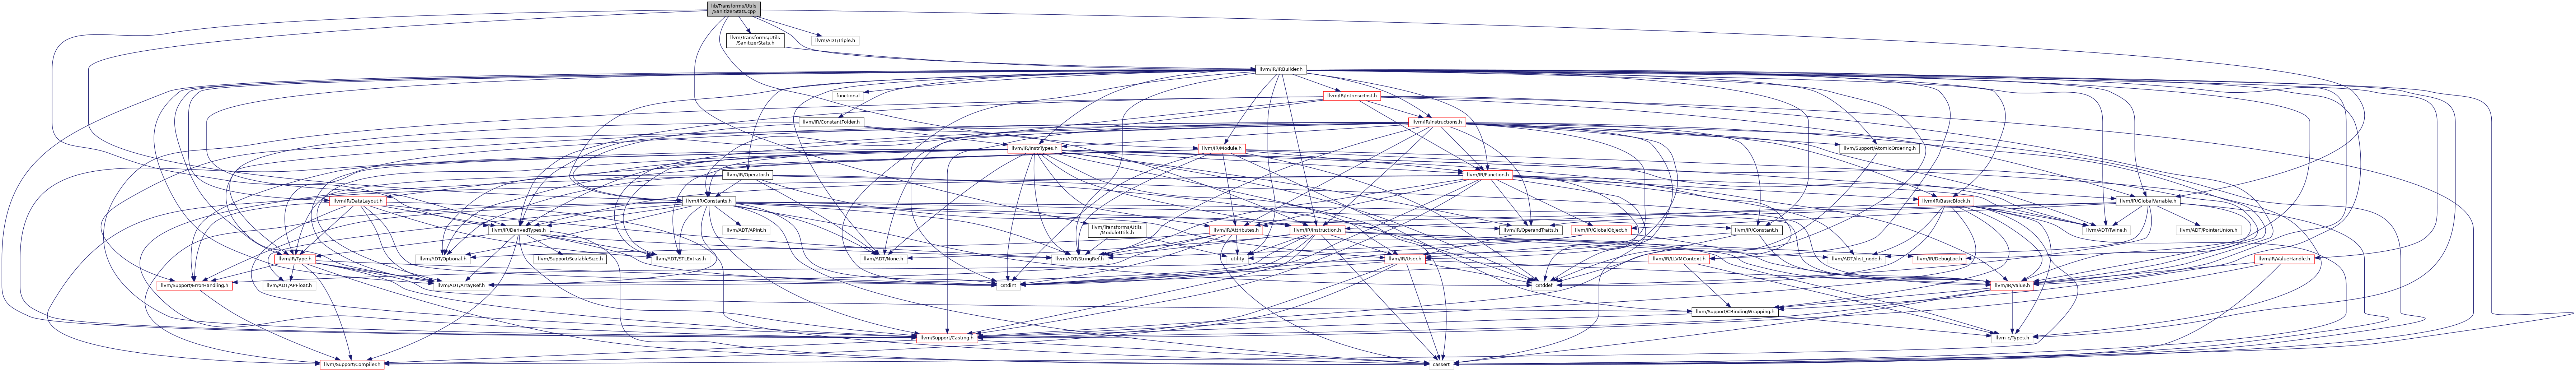 lib/Transforms/Utils
/SanitizerStats.cpp
llvm/Transforms/Utils
/SanitizerStats.h
llvm/ADT/Triple.h
llvm/IR/IRBuilder.h
functional
llvm/IR/IntrinsicInst.h
llvm/IR/ConstantFolder.h
llvm/IR/Instructions.h
llvm/IR/InstrTypes.h
llvm/IR/Module.h
llvm/Support/AtomicOrdering.h
llvm/IR/Operator.h
llvm/IR/Function.h
llvm/IR/DataLayout.h
llvm/IR/Constants.h
llvm/IR/BasicBlock.h
llvm/IR/GlobalVariable.h
llvm/IR/DerivedTypes.h
llvm/ADT/APInt.h
llvm/Transforms/Utils
/ModuleUtils.h
llvm/IR/Attributes.h
llvm/IR/Instruction.h
llvm/IR/OperandTraits.h
llvm/IR/GlobalObject.h
llvm/IR/Constant.h
llvm/ADT/Twine.h
llvm/ADT/PointerUnion.h
llvm/IR/Type.h
llvm/ADT/Optional.h
llvm/Support/ScalableSize.h
llvm/ADT/STLExtras.h
llvm/ADT/None.h
llvm/ADT/StringRef.h
utility
llvm/IR/User.h
llvm/IR/LLVMContext.h
llvm/ADT/ilist_node.h
llvm/IR/DebugLoc.h
llvm/IR/ValueHandle.h
llvm/Support/ErrorHandling.h
llvm/ADT/APFloat.h
llvm/ADT/ArrayRef.h
cstdint
cstddef
llvm/IR/Value.h
llvm/Support/CBindingWrapping.h
llvm/Support/Casting.h
llvm-c/Types.h
llvm/Support/Compiler.h
cassert